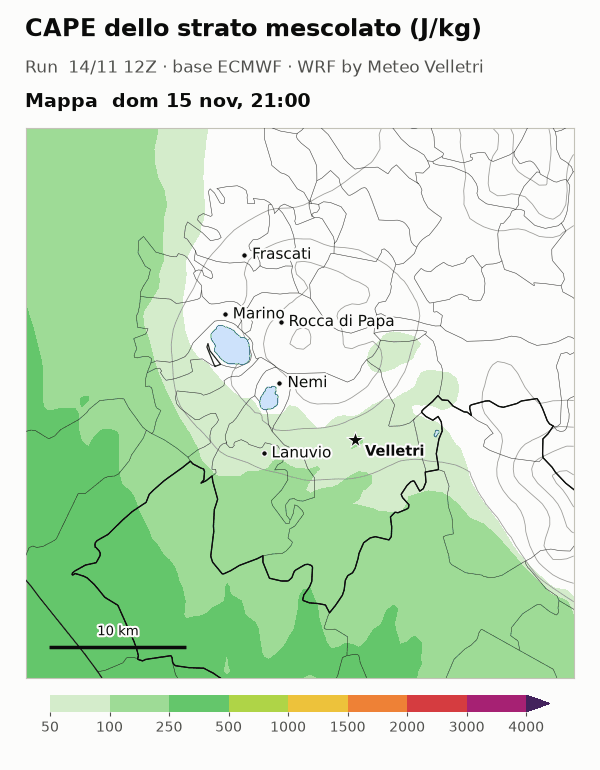 CAPE dello strato mescolato (J/kg)
Run  14/11 12Z · base ECMWF · WRF by Meteo Velletri
Mappa  dom 15 nov, 21:00
Frascati
Marino
Rocca di Papa
Nemi
Velletri
Lanuvio
10 km
50 100 250 500 1000 1500 2000 3000 4000